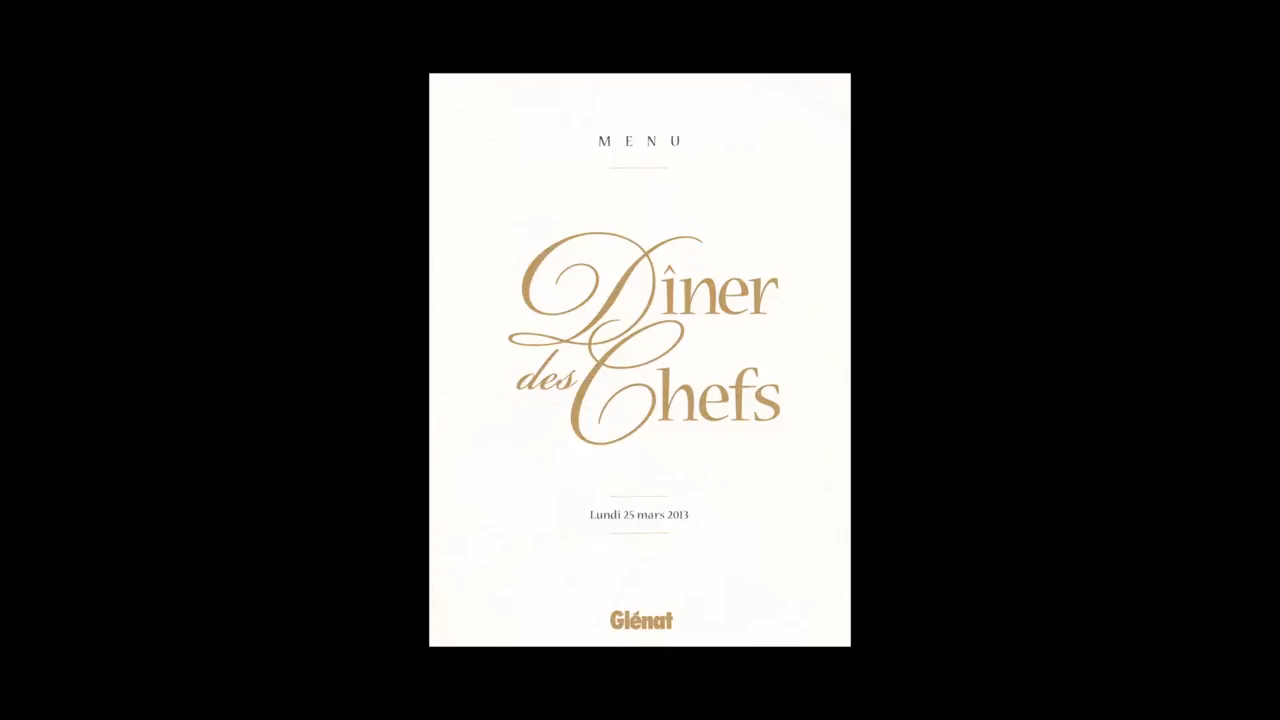 MENU
Dîner
des Chefs
Lundi 25 mars 2013
Glénat